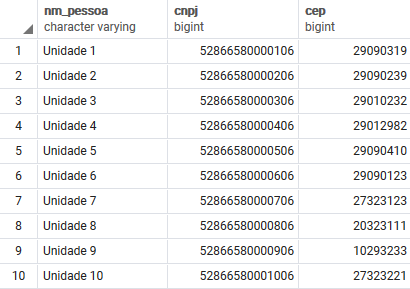 nm_pessoa cnpj cep
character varying bigint bigint
1 Unidade 1 52866580000106 29090319
2 Unidade 2 52866580000206 29090239
3 Unidade 3 52866580000306 29010232
4 Unidade 4 52866580000406 29012982
5 Unidade 5 52866580000506 29090410
6 Unidade 6 52866580000606 29090123
7 Unidade 7 52866580000706 27323123
8 Unidade 8 52866580000806 20323111
9 Unidade 9 52866580000906 10293233
10 Unidade 10 52866580001006 27323221